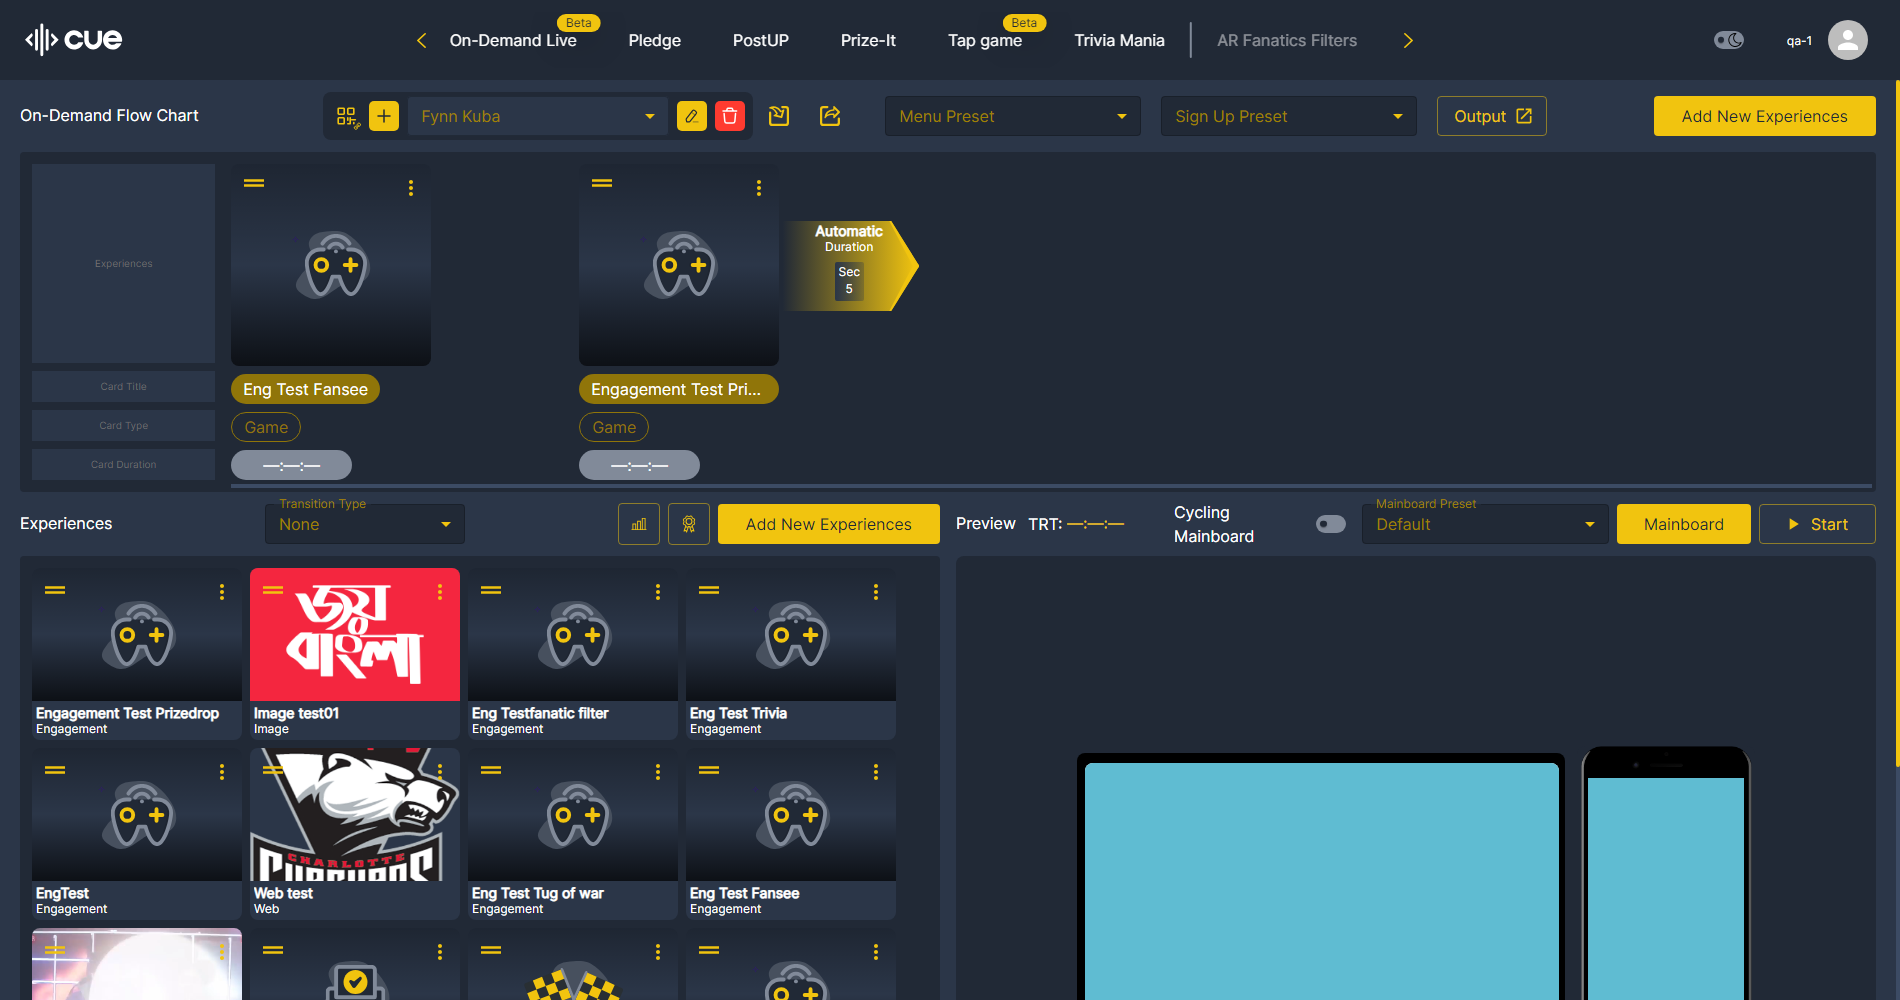 cue
On-Demand Live
Beta
Pledge
PostUP
Prize-It
Tap game
Beta
Trivia Mania
AR Fanatics Filters
qa-1
On-Demand Flow Chart
Fynn Kuba
Menu Preset
Sign Up Preset
Output
Add New Experiences
Experiences
Automatic
Duration
Sec
5
Card Title
Eng Test Fansee
Engagement Test Pri...
Card Type
Game
Game
Card Duration
—:—:—
—:—:—
Experiences
Transition Type
None
Add New Experiences
Preview
TRT: —:—:—
Cycling
Mainboard
Mainboard Preset
Default
Mainboard
Start
জয়
বাংলা
Engagement Test Prizedrop
Engagement
Image test01
Image
Eng Testfanatic filter
Engagement
Eng Test Trivia
Engagement
CHARLOTTE
EngTest
Engagement
Web test
Web
Eng Test Tug of war
Engagement
Eng Test Fansee
Engagement